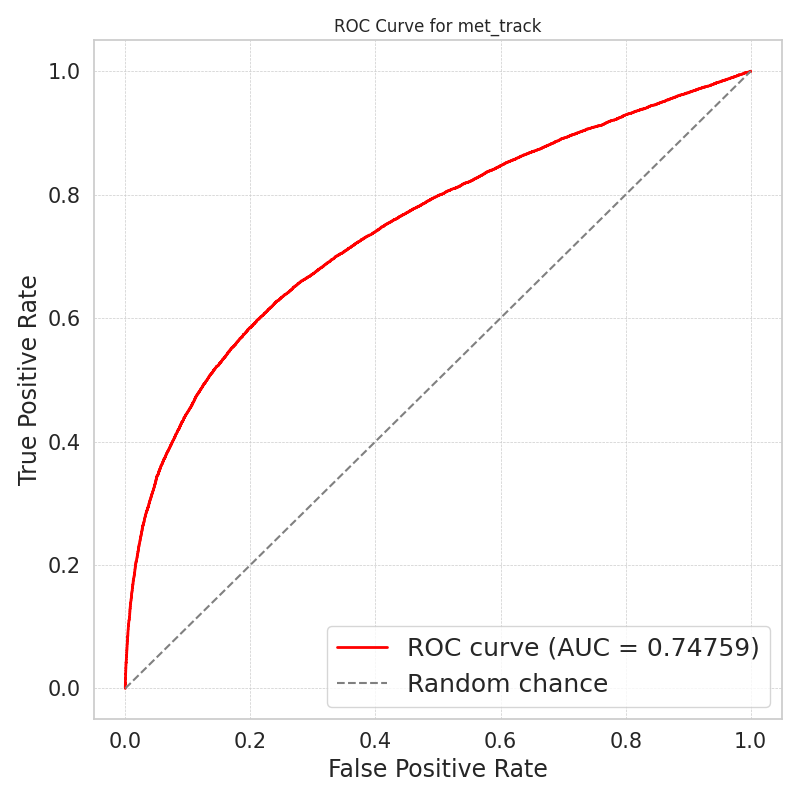 ROC Curve for met_track
True Positive Rate
1.0
0.8
0.6
0.4
0.2
0.0
ROC curve (AUC = 0.74759)
Random chance
0.0 0.2 0.4 0.6 0.8 1.0
False Positive Rate